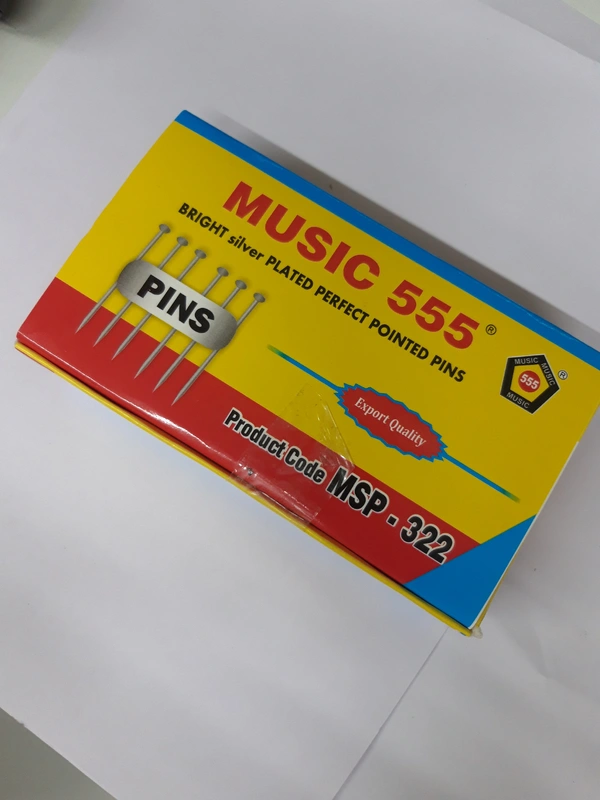 MUSIC 555®
BRIGHT silver PLATED PERFECT POINTED PINS
PINS
MUSIC
MUSIC
555
MUSIC
®
Export Quality
Product Code MSP - 322